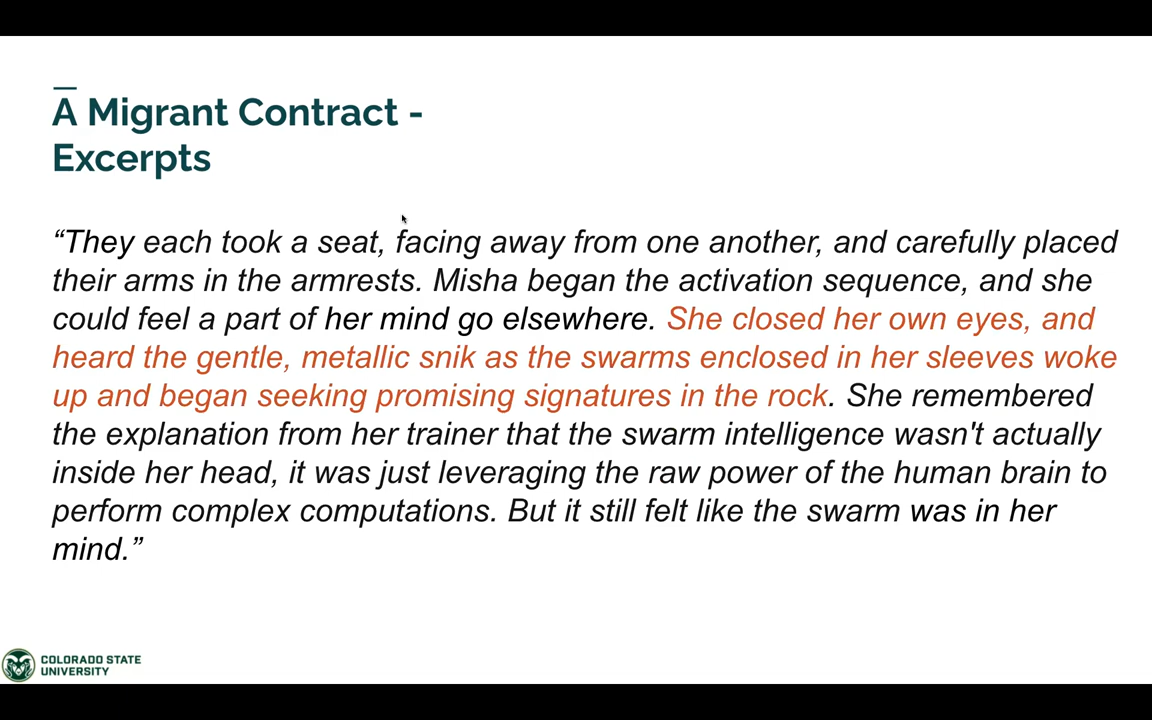 A Migrant Contract -
Excerpts
“They each took a seat, facing away from one another, and carefully placed
their arms in the armrests. Misha began the activation sequence, and she
could feel a part of her mind go elsewhere. She closed her own eyes, and
heard the gentle, metallic snik as the swarms enclosed in her sleeves woke
up and began seeking promising signatures in the rock. She remembered
the explanation from her trainer that the swarm intelligence wasn't actually
inside her head, it was just leveraging the raw power of the human brain to
perform complex computations. But it still felt like the swarm was in her
mind.”
COLORADO STATE
UNIVERSITY